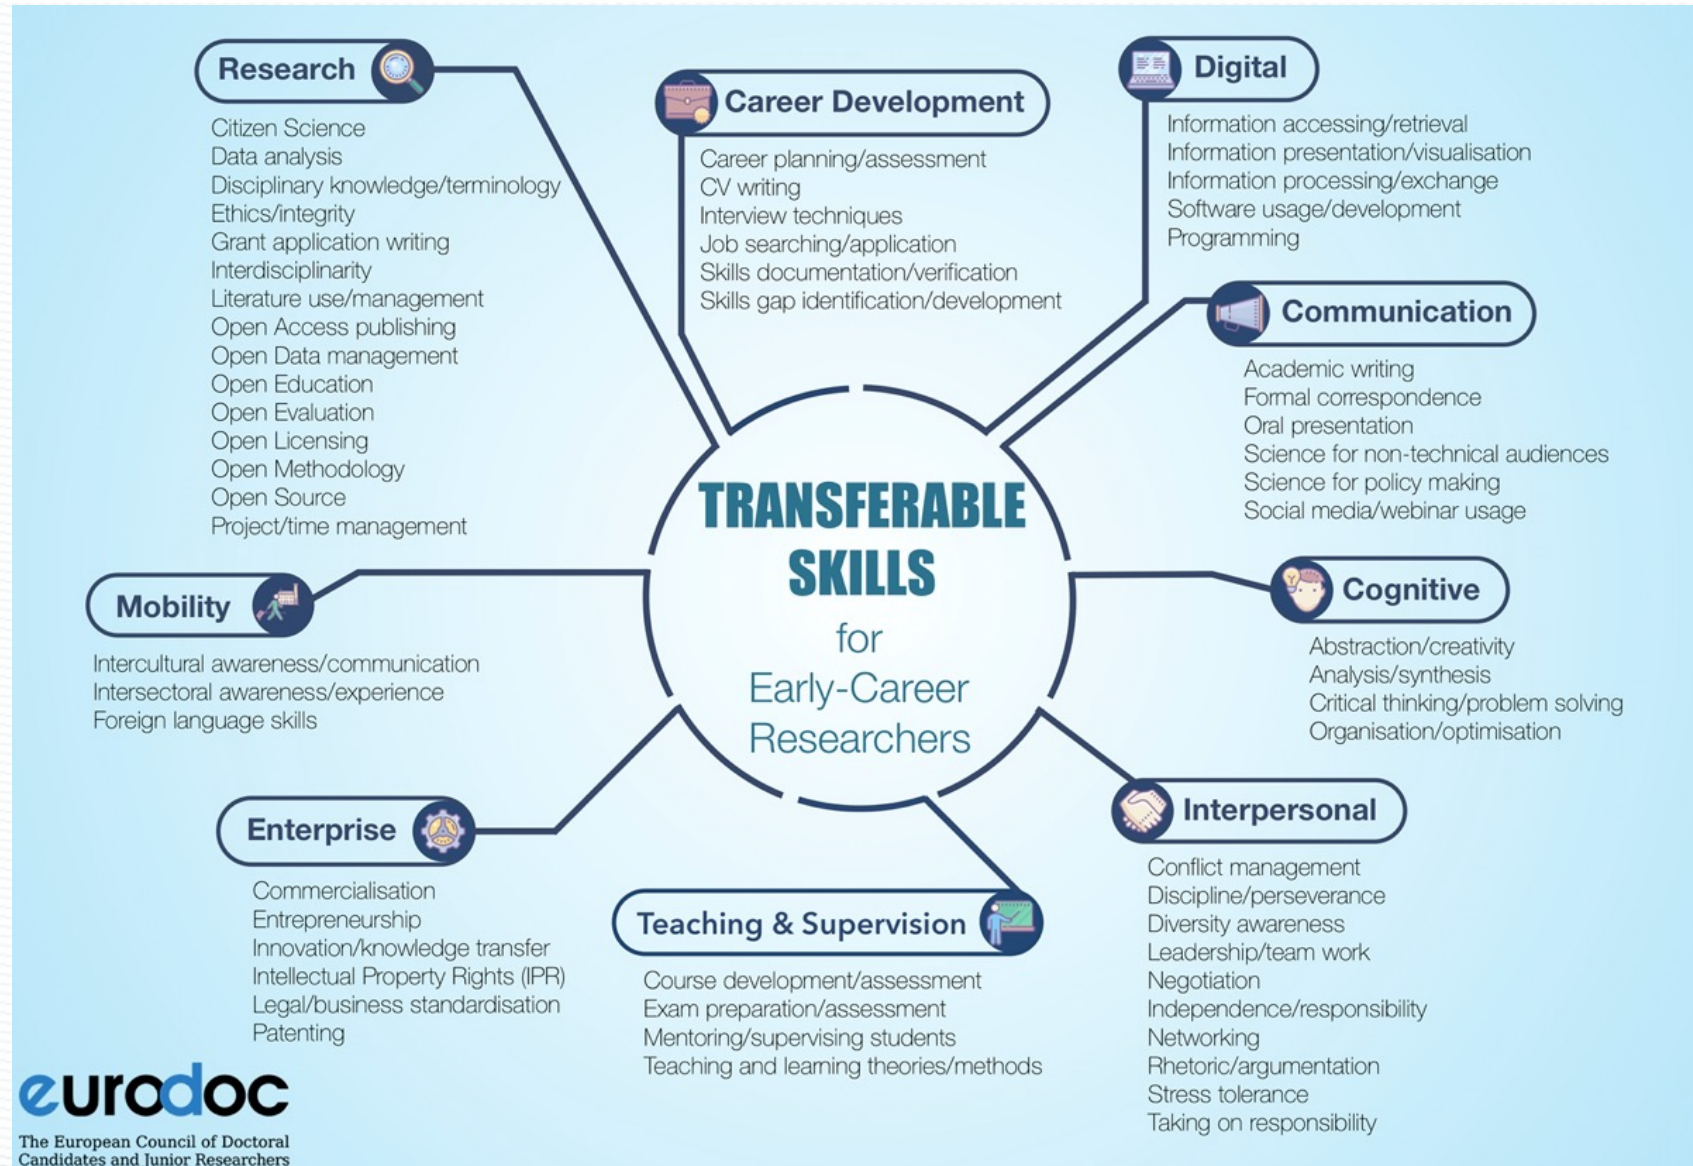 Research
Citizen Science
Data analysis
Disciplinary knowledge/terminology
Ethics/integrity
Grant application writing
Interdisciplinarity
Literature use/management
Open Access publishing
Open Data management
Open Education
Open Evaluation
Open Licensing
Open Methodology
Open Source
Project/time management
Career Development
Career planning/assessment
CV writing
Interview techniques
Job searching/application
Skills documentation/verification
Skills gap identification/development
Digital
Information accessing/retrieval
Information presentation/visualisation
Information processing/exchange
Software usage/development
Programming
Communication
Academic writing
Formal correspondence
Oral presentation
Science for non-technical audiences
Science for policy making
Social media/webinar usage
TRANSFERABLE
SKILLS
for
Early-Career
Researchers
Mobility
Intercultural awareness/communication
Intersectoral awareness/experience
Foreign language skills
Cognitive
Abstraction/creativity
Analysis/synthesis
Critical thinking/problem solving
Organisation/optimisation
Enterprise
Commercialisation
Entrepreneurship
Innovation/knowledge transfer
Intellectual Property Rights (IPR)
Legal/business standardisation
Patenting
Teaching & Supervision
Course development/assessment
Exam preparation/assessment
Mentoring/supervising students
Teaching and learning theories/methods
Interpersonal
Conflict management
Discipline/perseverance
Diversity awareness
Leadership/team work
Negotiation
Independence/responsibility
Networking
Rhetoric/argumentation
Stress tolerance
Taking on responsibility
eurodoc
The European Council of Doctoral
Candidates and Junior Researchers